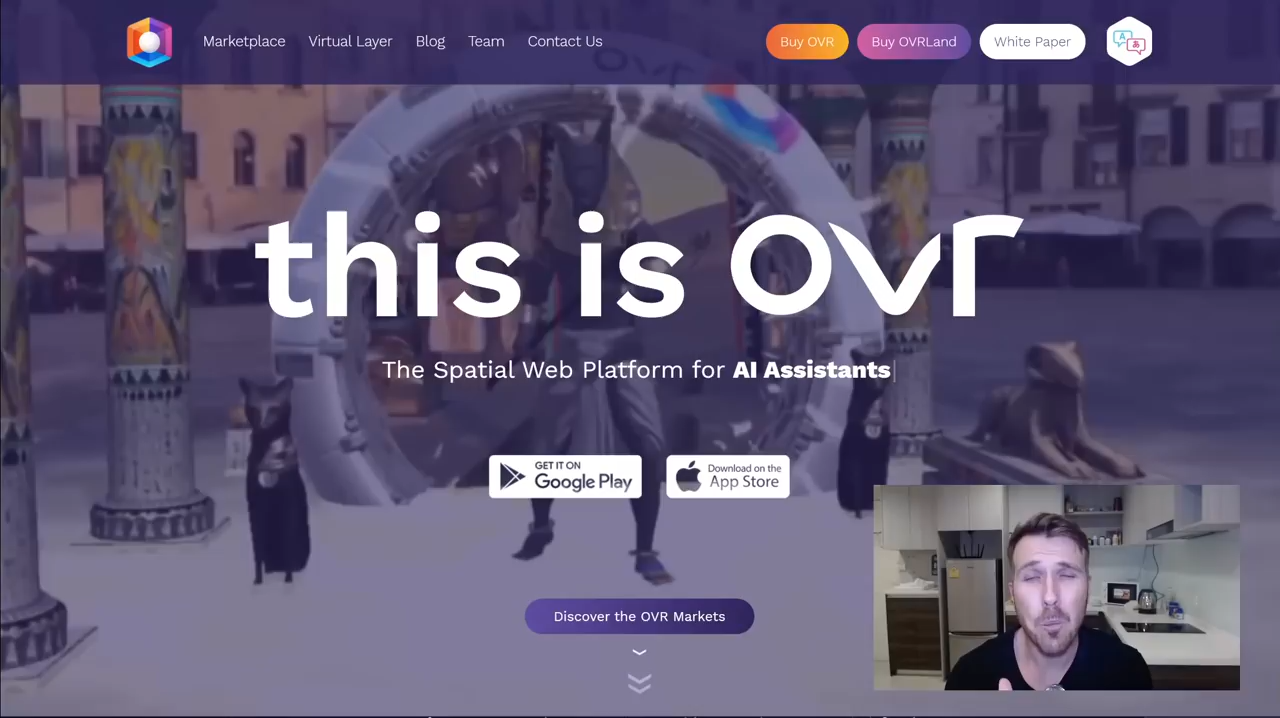 Marketplace Virtual Layer Blog Team Contact Us Buy OVR Buy OVRLand White Paper
this is OVr
The Spatial Web Platform for AI Assistants
GET IT ON
Google Play
Download on the
App Store
Discover the OVR Markets